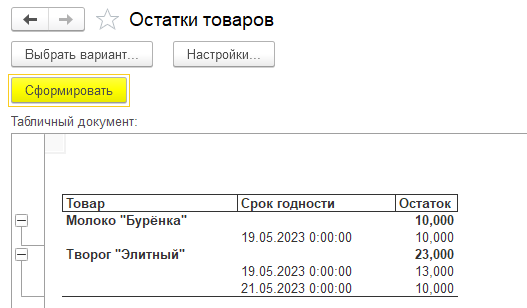 Остатки товаров
Выбрать вариант... Настройки...
Сформировать
Табличный документ:
Товар Срок годности Остаток
Молоко "Бурёнка" 10,000
19.05.2023 0:00:00 10,000
Творог "Элитный" 23,000
19.05.2023 0:00:00 13,000
21.05.2023 0:00:00 10,000